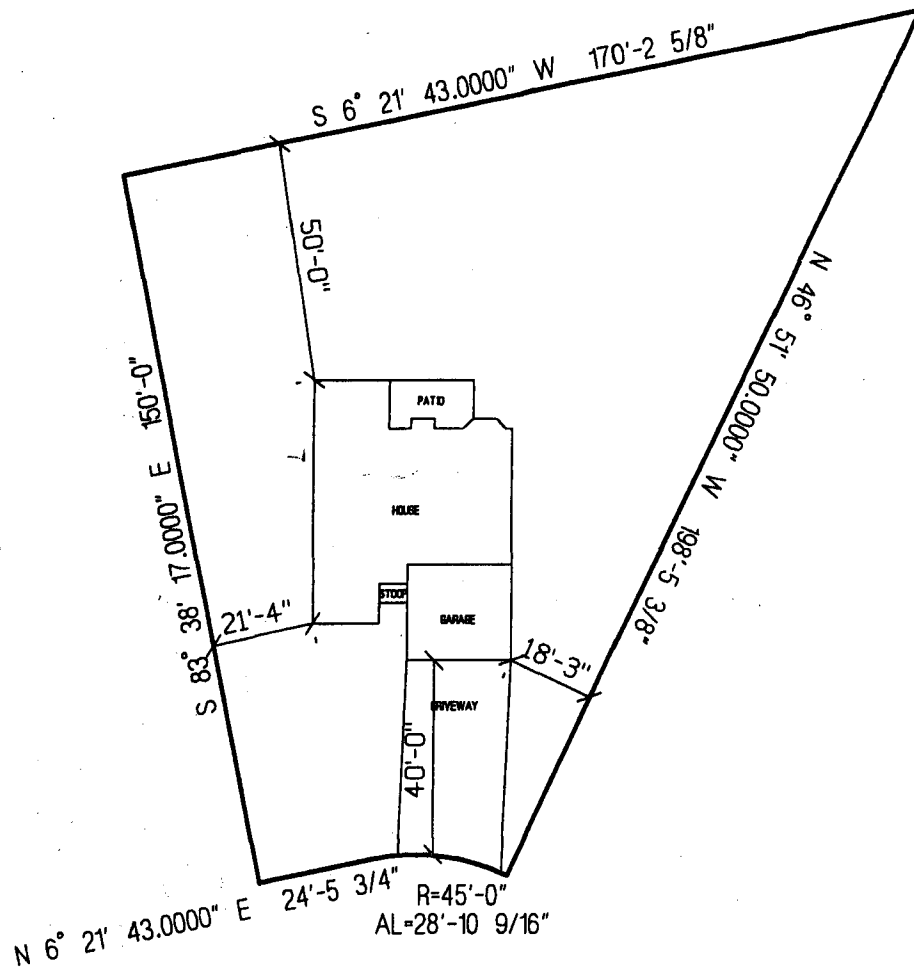 S 6° 21' 43.0000" W 170'-2 5/8"
50'-0"
N 46° 51' 50.0000" W 198'-5 3/8"
S 83° 38' 17.0000" E 150'-0"
PATIO
HOUSE
STOOP
GARAGE
21'-4"
18'-3"
DRIVEWAY
40'-0"
N 6° 21' 43.0000" E 24'-5 3/4"
R=45'-0"
AL=28'-10 9/16"